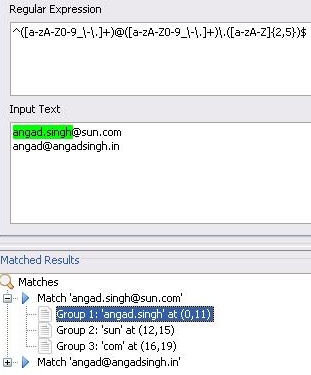 Regular Expression
^([a-zA-Z0-9_\-\.]+)@([a-zA-Z0-9_\-\.]+)\.([a-zA-Z]{2,5})$
Input Text
angad.singh@sun.com
angad@angadsingh.in
Matched Results
Matches
Match 'angad.singh@sun.com'
Group 1: 'angad.singh' at (0,11)
Group 2: 'sun' at (12,15)
Group 3: 'com' at (16,19)
Match 'angad@angadsingh.in'